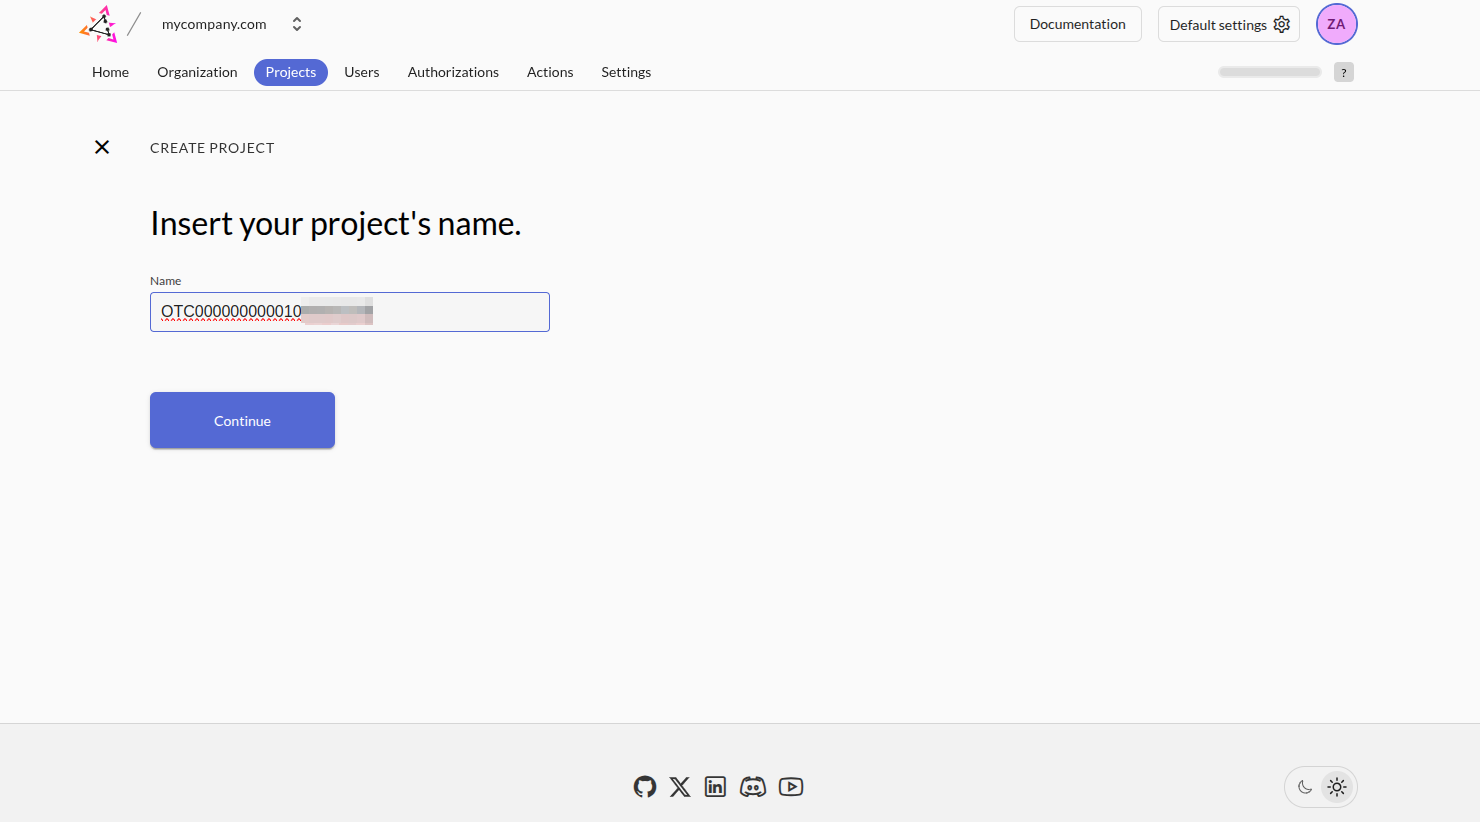 mycompany.com
Documentation
Default settings
ZA
Home
Organization
Projects
Users
Authorizations
Actions
Settings
?
CREATE PROJECT
Insert your project's name.
Name
OTC000000000010
Continue